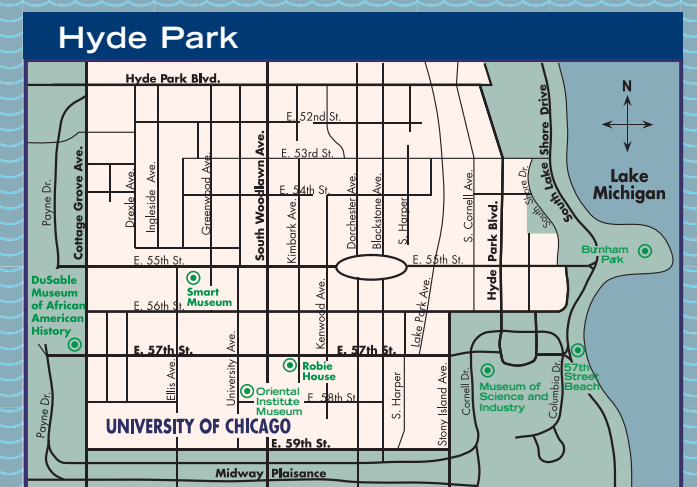 Hyde Park
Hyde Park Blvd.
N
E. 52nd St.
South Lake Shore Drive
E. 53rd St.
Cottage Grove Ave.
Payne Dr.
Drexle Ave.
Ingleside Ave.
Greenwood Ave.
South Woodlawn Ave.
E. 54th St.
Kimbark Ave.
Dorchester Ave.
Blackstone Ave.
S. Harper
S. Cornell Ave.
Hyde Park Blvd.
South Shore Dr.
Lake
Michigan
Burnham
Park
E. 55th St.
E. 55th St.
DuSable
Museum
of African
American
History
Smart
Museum
E. 56th St.
Kenwood Ave.
Lake Park Ave.
E. 57th St.
E. 57th St.
Ellis Ave.
University Ave.
Robie
House
Oriental
Institute
Museum
E. 58th St.
S. Harper
Stony Island Ave.
Cornell Dr.
Museum of
Science and
Industry
Columbia Dr.
57th
Street
Beach
Payne Dr.
UNIVERSITY OF CHICAGO
E. 59th St.
Midway Plaisance